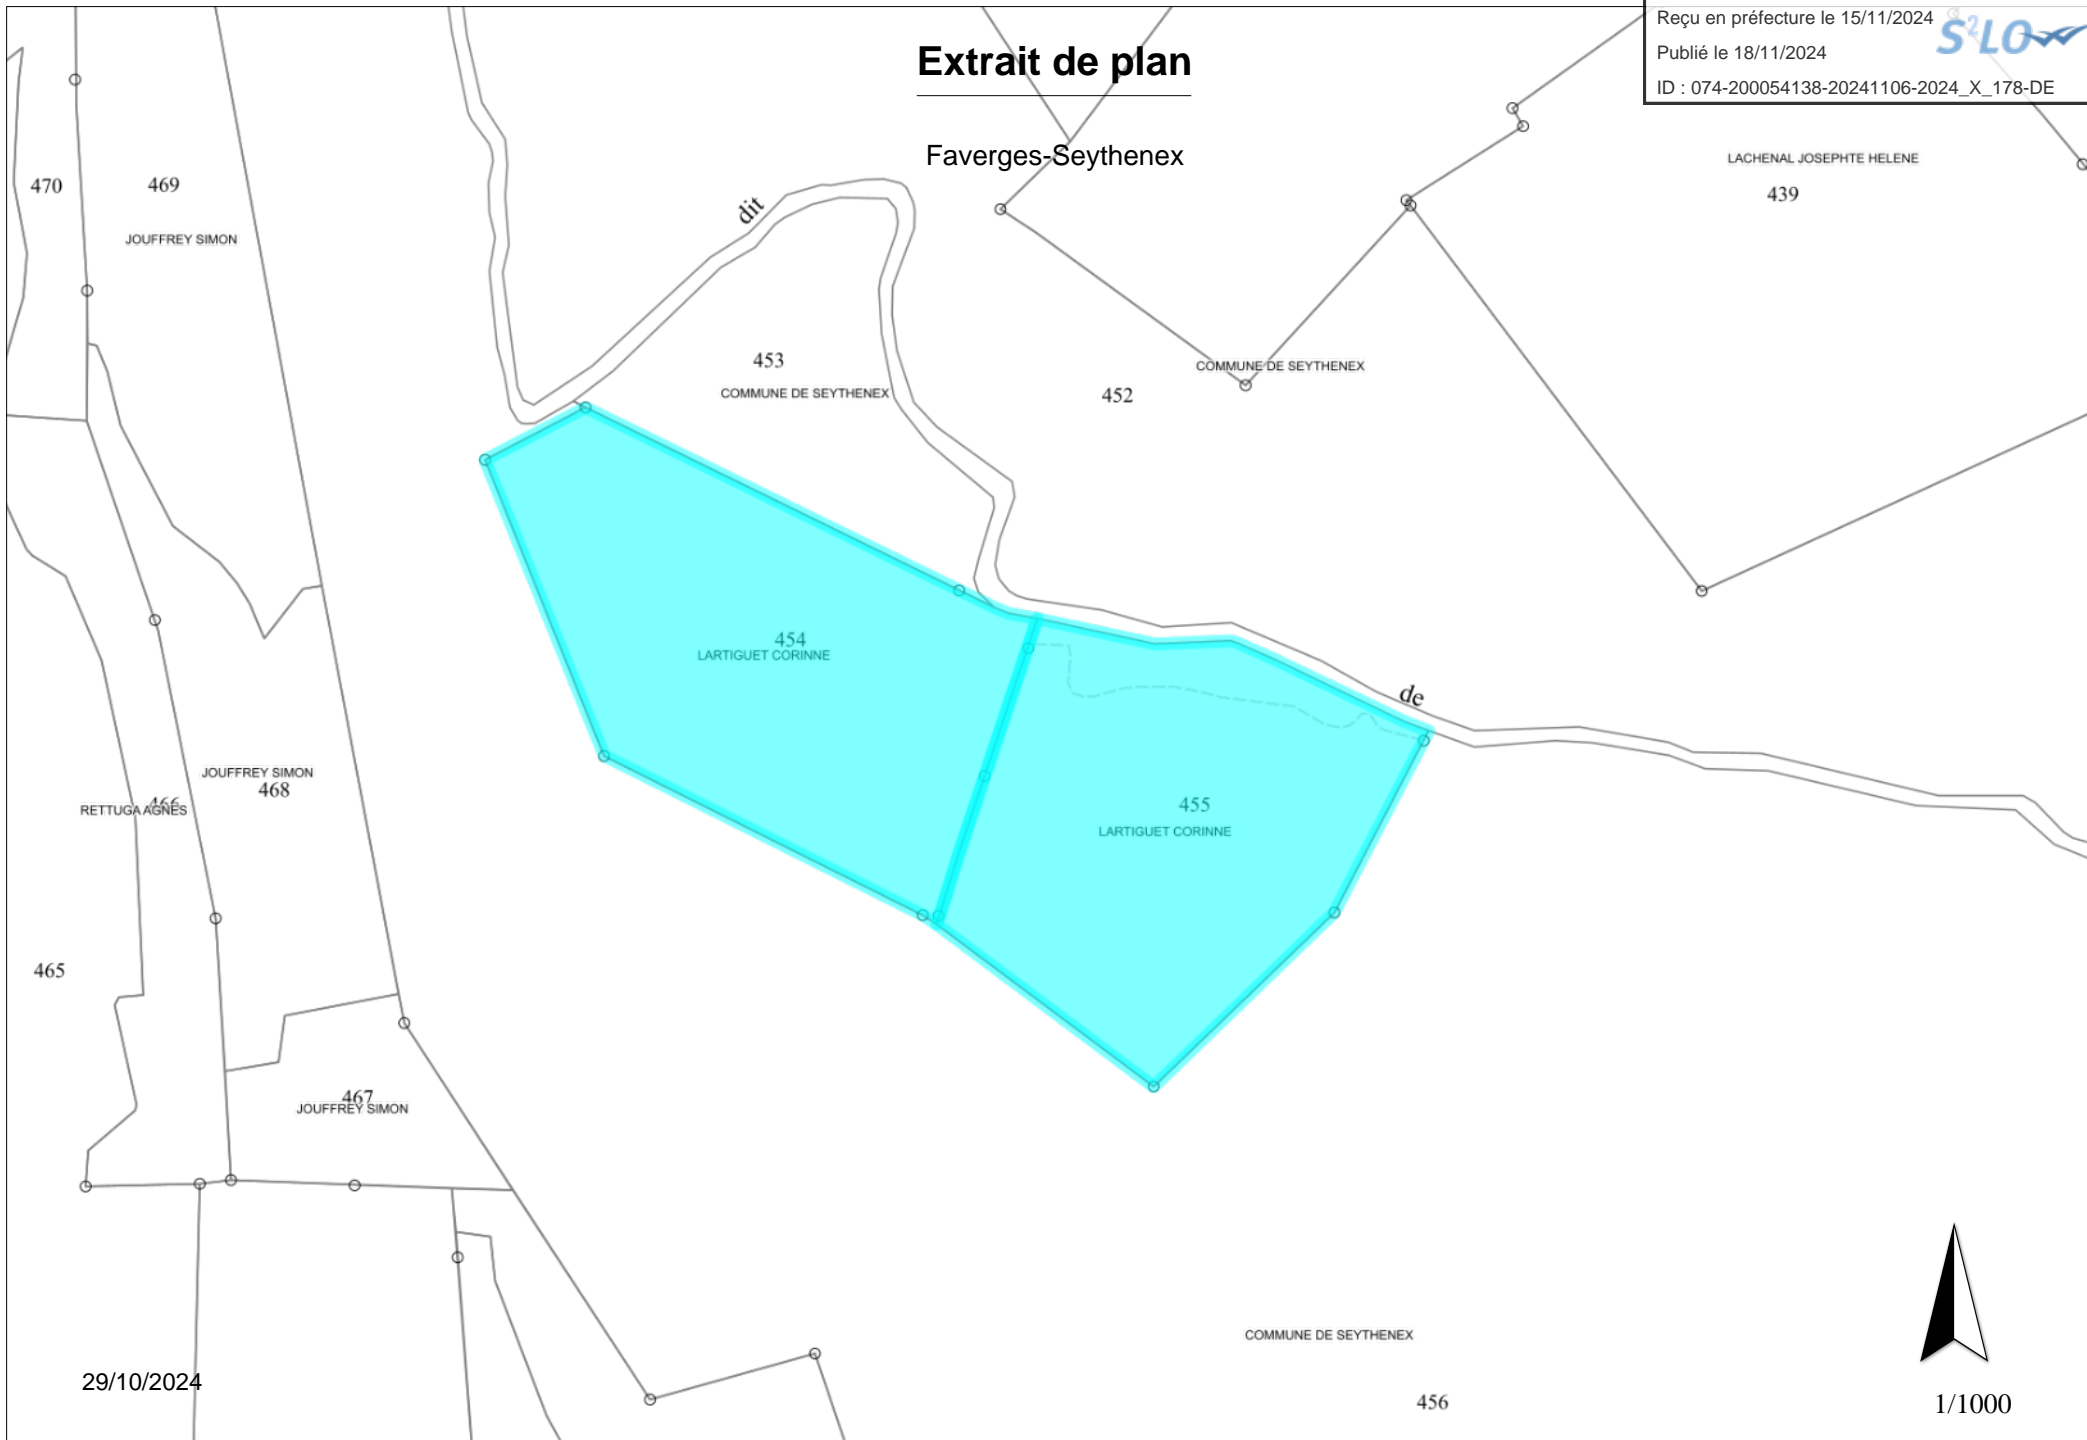 Reçu en préfecture le 15/11/2024
S²LO
Publié le 18/11/2024
ID : 074-200054138-20241106-2024_X_178-DE
Extrait de plan
Faverges-Seythenex
LACHENAL JOSEPHTE HELENE
439
470
469
JOUFFREY SIMON
dit
453
COMMUNE DE SEYTHENEX
COMMUNE DE SEYTHENEX
452
454
LARTIGUET CORINNE
de
JOUFFREY SIMON
468
466
RETTUGA AGNES
455
LARTIGUET CORINNE
465
467
JOUFFREY SIMON
COMMUNE DE SEYTHENEX
456
29/10/2024
1/1000